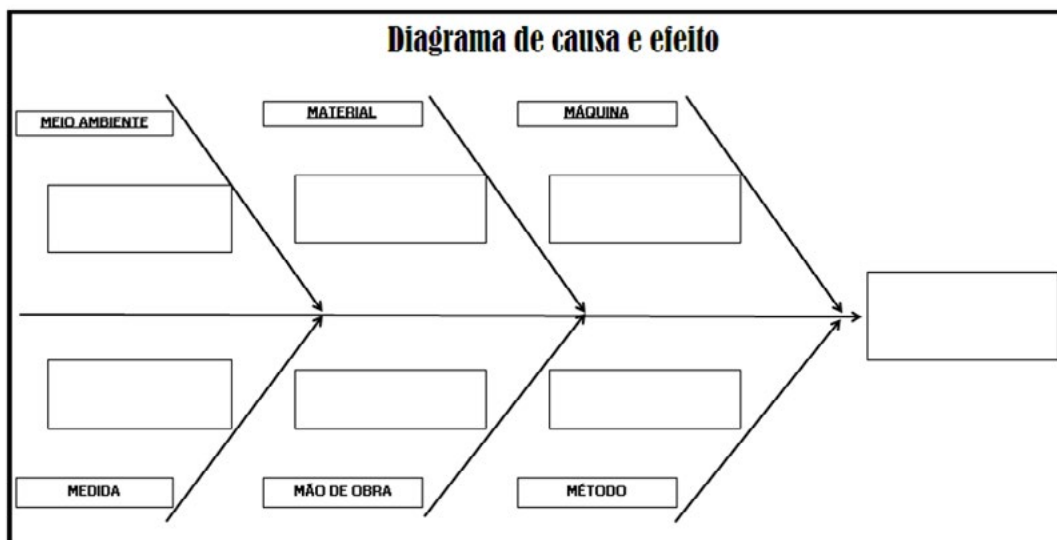 Diagrama de causa e efeito
MEIO AMBIENTE
MATERIAL
MÁQUINA
MEDIDA
MÃO DE OBRA
MÉTODO